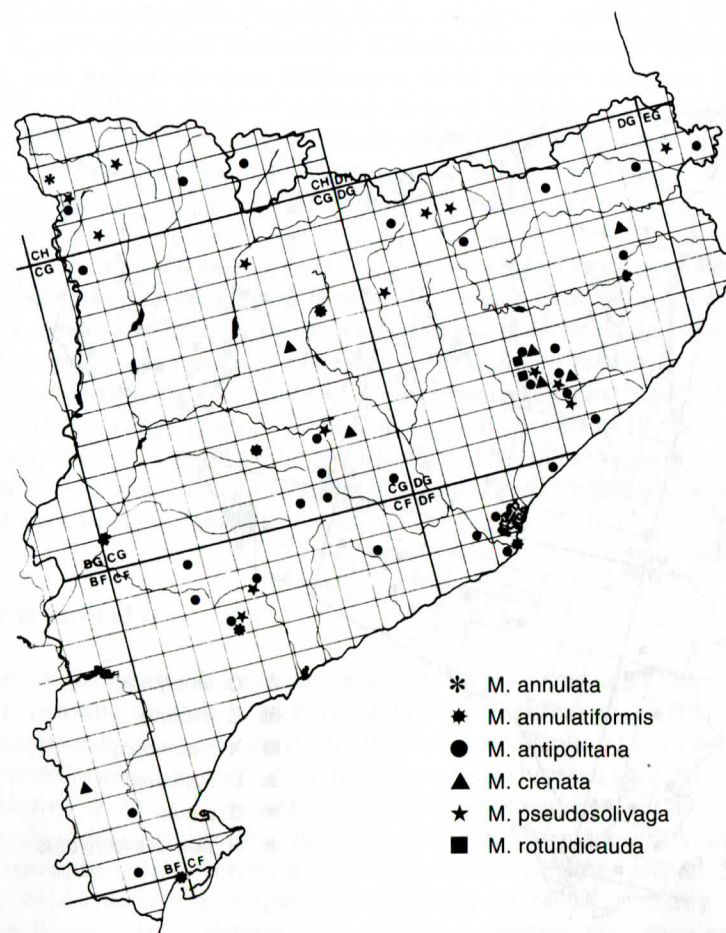 DG EG
CH DH
CG DG
CH
CG
CG DG
CF DF
BG CG
BF CF
M. annulata
M. annulatiformis
M. antipolitana
M. crenata
M. pseudosolivaga
M. rotundicauda
BF CF